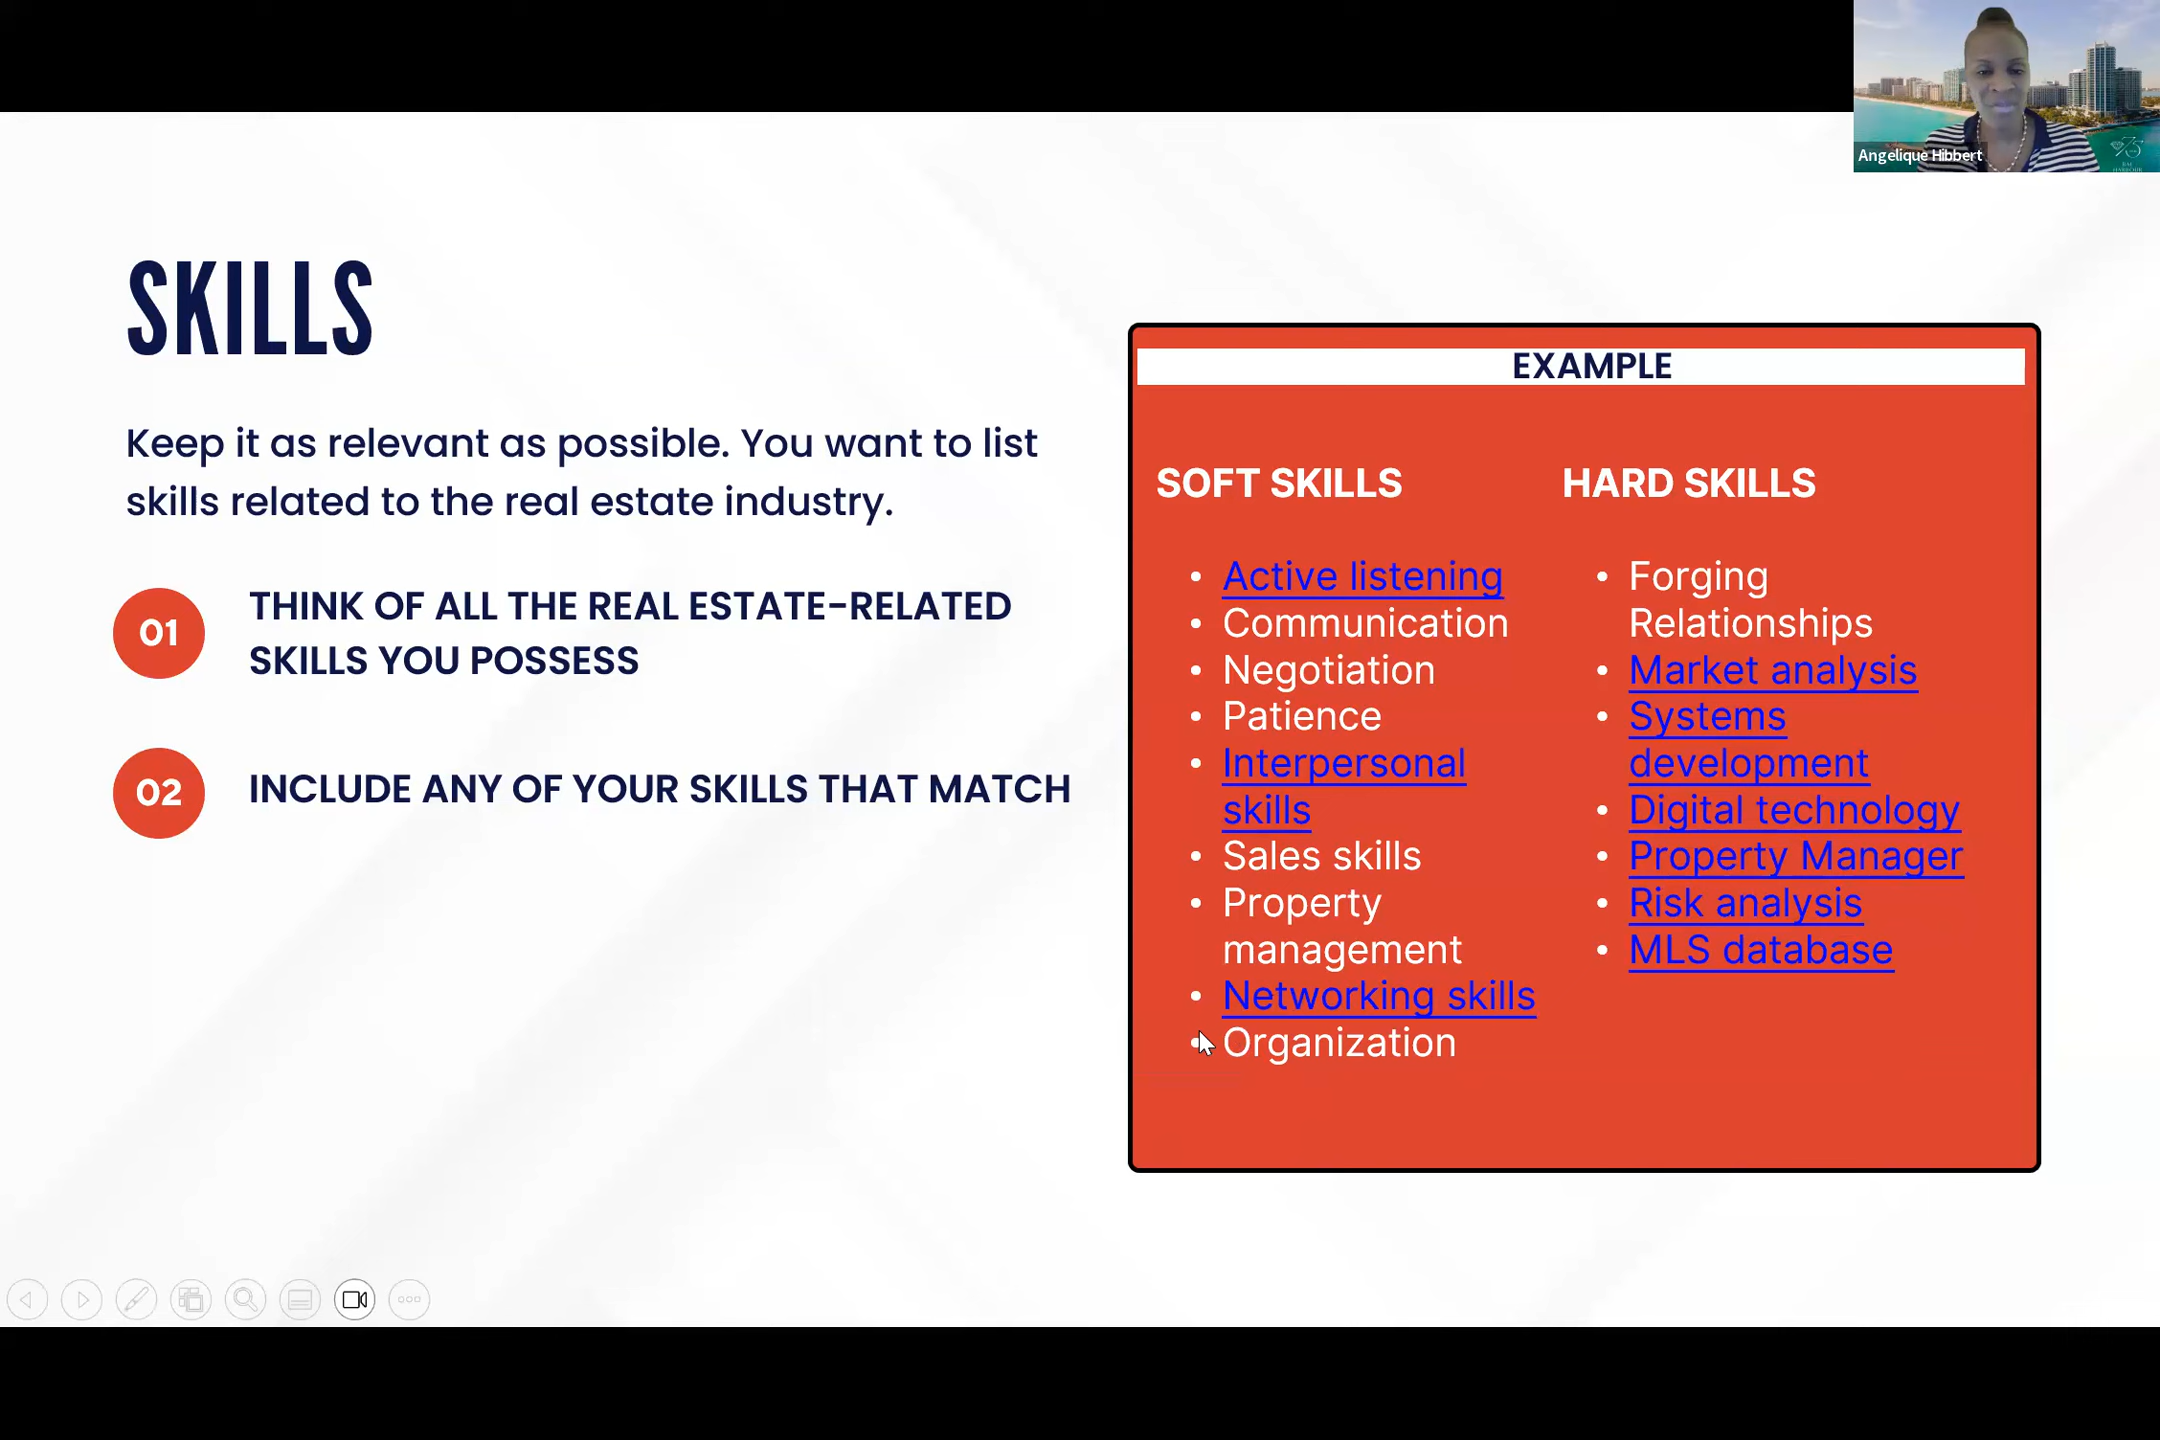 Angelique Hibbert
SKILLS
Keep it as relevant as possible. You want to list
skills related to the real estate industry.
01
THINK OF ALL THE REAL ESTATE-RELATED
SKILLS YOU POSSESS
02
INCLUDE ANY OF YOUR SKILLS THAT MATCH
EXAMPLE
SOFT SKILLS
• Active listening
• Communication
• Negotiation
• Patience
• Interpersonal
skills
• Sales skills
• Property
management
• Networking skills
• Organization
HARD SKILLS
• Forging
Relationships
• Market analysis
• Systems
development
• Digital technology
• Property Manager
• Risk analysis
• MLS database